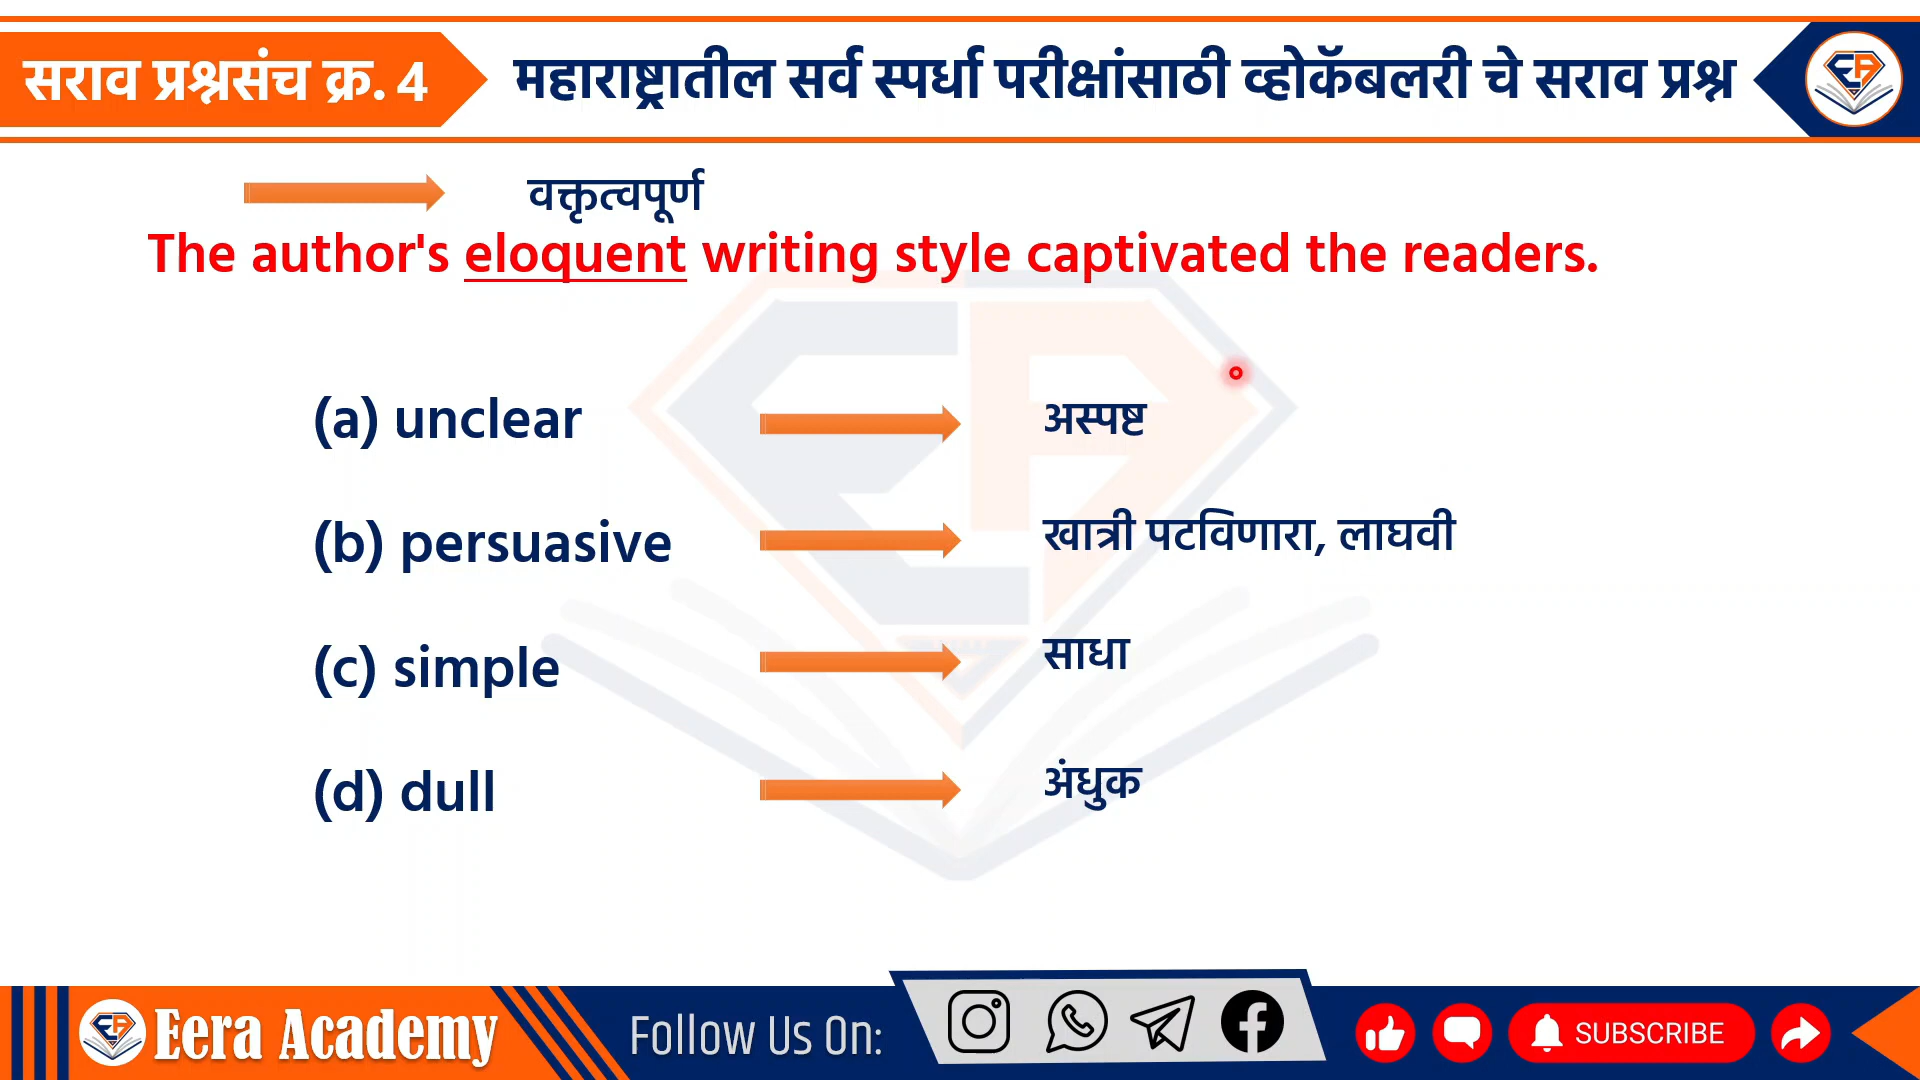 सराव प्रश्नसंच क्र. 4
महाराष्ट्रातील सर्व स्पर्धा परीक्षांसाठी व्होकॅबलरी चे सराव प्रश्न
वक्तृत्वपूर्ण
The author's eloquent writing style captivated the readers.
(a) unclear अस्पष्ट
(b) persuasive खात्री पटविणारा, लाघवी
(c) simple साधा
(d) dull अंधुक
Eera Academy
Follow Us On:
SUBSCRIBE